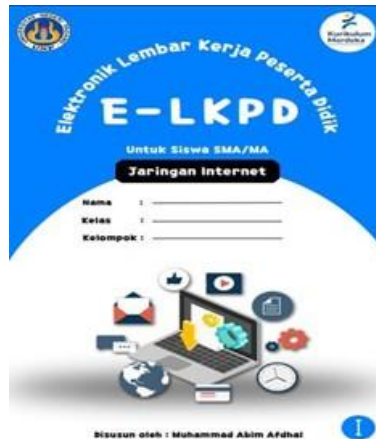 Kurikulum
Merdeka
Elektronik Lembar Kerja Peserta Didik
E-LKPD
Untuk Siswa SMA/MA
Jaringan Internet
Nama :
Kelas :
Kelompok :
Disusun oleh : Muhammad Abim Afdhal